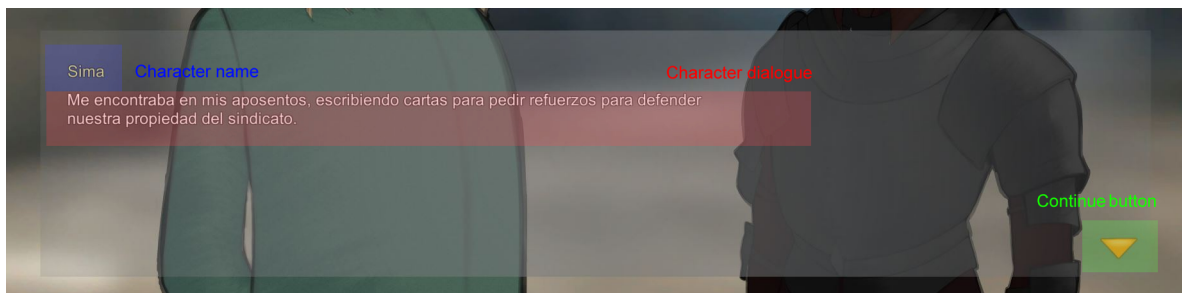 Sima
Character name
Character dialogue
Me encontraba en mis aposentos, escribiendo cartas para pedir refuerzos para defender
nuestra propiedad del sindicato.
Continue button